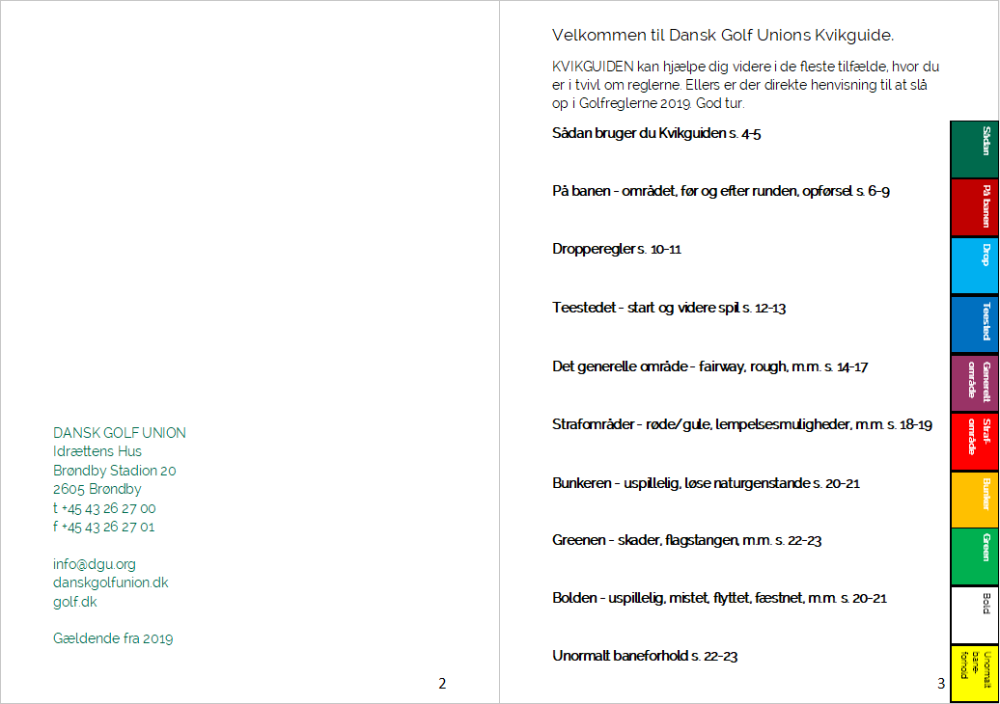 DANSK GOLF UNION
Idrættens Hus
Brøndby Stadion 20
2605 Brøndby
t +45 43 26 27 00
f +45 43 26 27 01
info@dgu.org
danskgolfunion.dk
golf.dk
Gældende fra 2019
2
Velkommen til Dansk Golf Unions Kvikguide.
KVIKGUIDEN kan hjælpe dig videre i de fleste tilfælde, hvor du
er i tvivl om reglerne. Ellers er der direkte henvisning til at slå
op i Golfreglerne 2019. God tur.
Sådan bruger du Kvikguiden s. 4-5
På banen - området, før og efter runden, opførsel s. 6-9
Dropperegler s. 10-11
Teestedet - start og videre spil s. 12-13
Det generelle område - fairway, rough, m.m. s. 14-17
Strafområder - røde/gule, lempelsesmuligheder, m.m. s. 18-19
Bunkeren - uspillelig, løse naturgenstande s. 20-21
Greenen - skader, flagstangen, m.m. s. 22-23
Bolden - uspillelig, mistet, flyttet, fæstnet, m.m. s. 20-21
Unormalt baneforhold s. 22-23
3
Sådan
På banen
Drop
Teested
Generelt
område
Straf-
område
Bunker
Green
Bold
Unormalt
bane-
forhold